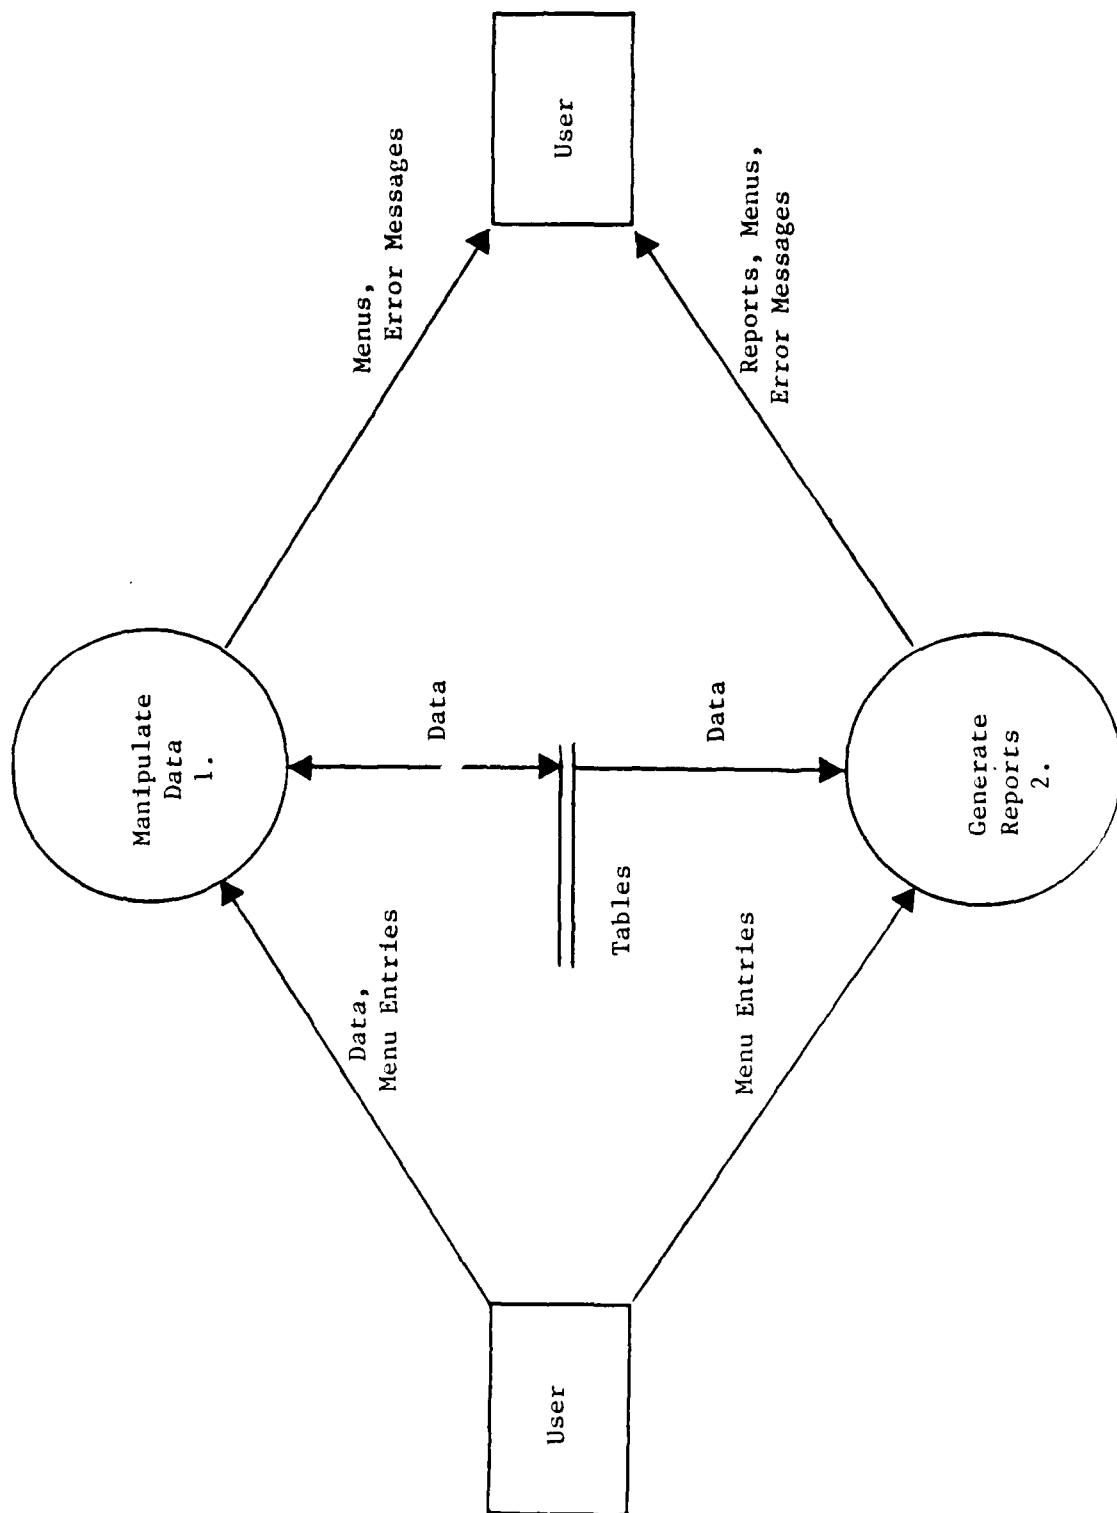 User
Data,
Menu Entries
Menu Entries
Manipulate
Data
1.
Data
Tables
Data
Generate
Reports
2.
Menus,
Error Messages
Reports, Menus,
Error Messages
User